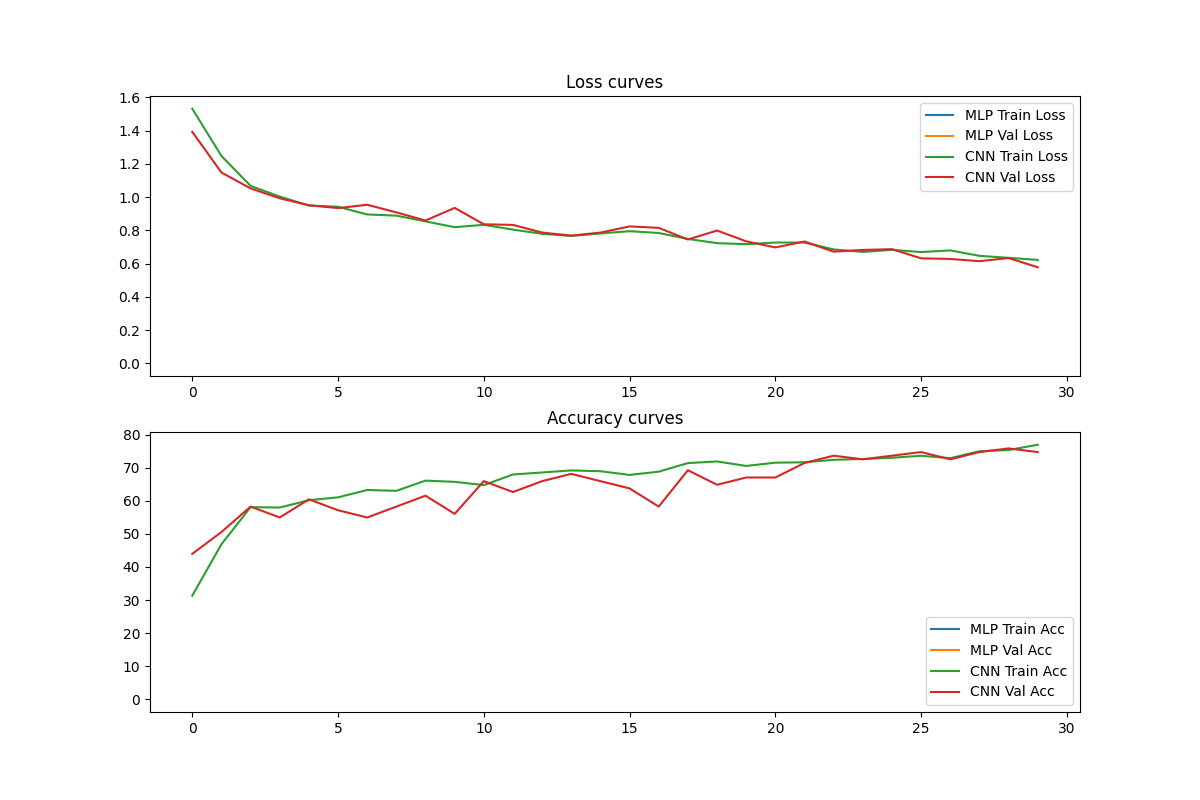 Loss curves
1.6
1.4
1.2
1.0
0.8
0.6
0.4
0.2
0.0
MLP Train Loss
MLP Val Loss
CNN Train Loss
CNN Val Loss
0 5 10 15 20 25 30
Accuracy curves
80
70
60
50
40
30
20
10
0
MLP Train Acc
MLP Val Acc
CNN Train Acc
CNN Val Acc
0 5 10 15 20 25 30